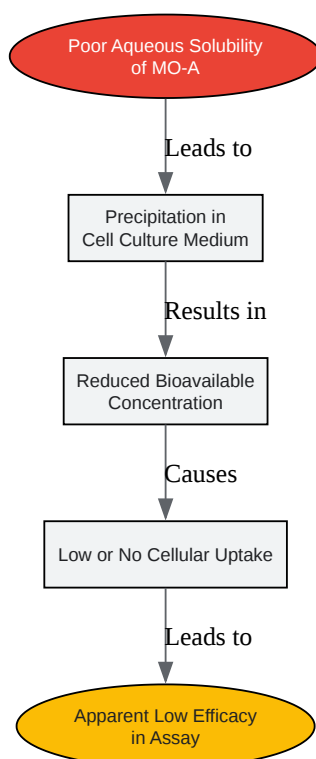 Poor Aqueous Solubility
of MO-A
Leads to
Precipitation in
Cell Culture Medium
Results in
Reduced Bioavailable
Concentration
Causes
Low or No Cellular Uptake
Leads to
Apparent Low Efficacy
in Assay